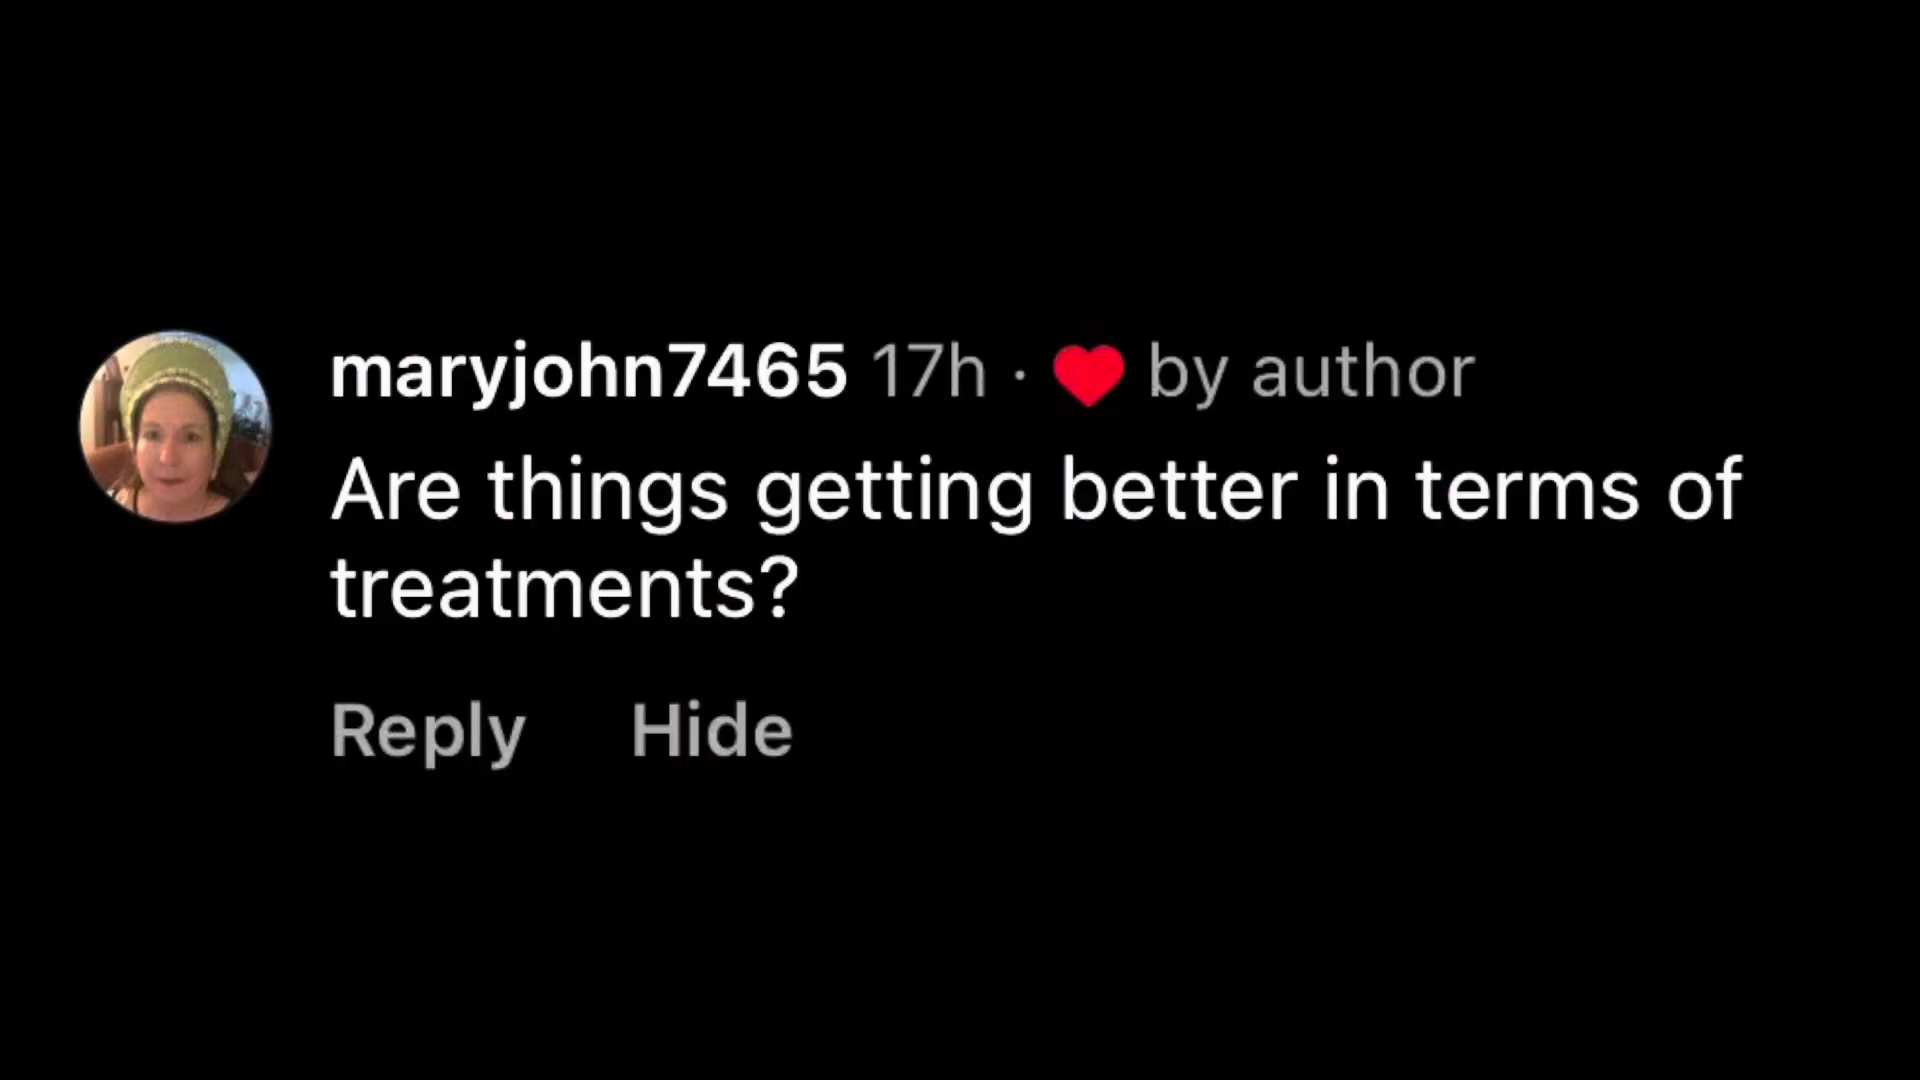 maryjohn7465 17h · ❤️ by author
Are things getting better in terms of
treatments?
Reply Hide